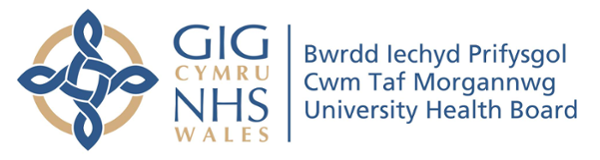 GIG
CYMRU
NHS
WALES
Bwrdd Iechyd Prifysgol
Cwm Taf Morgannwg
University Health Board